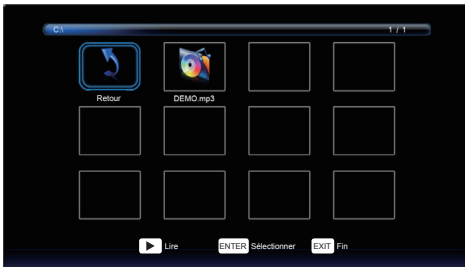 C:\ 1 / 1
Retour DEMO.mp3
Lire ENTER Sélectionner EXIT Fin